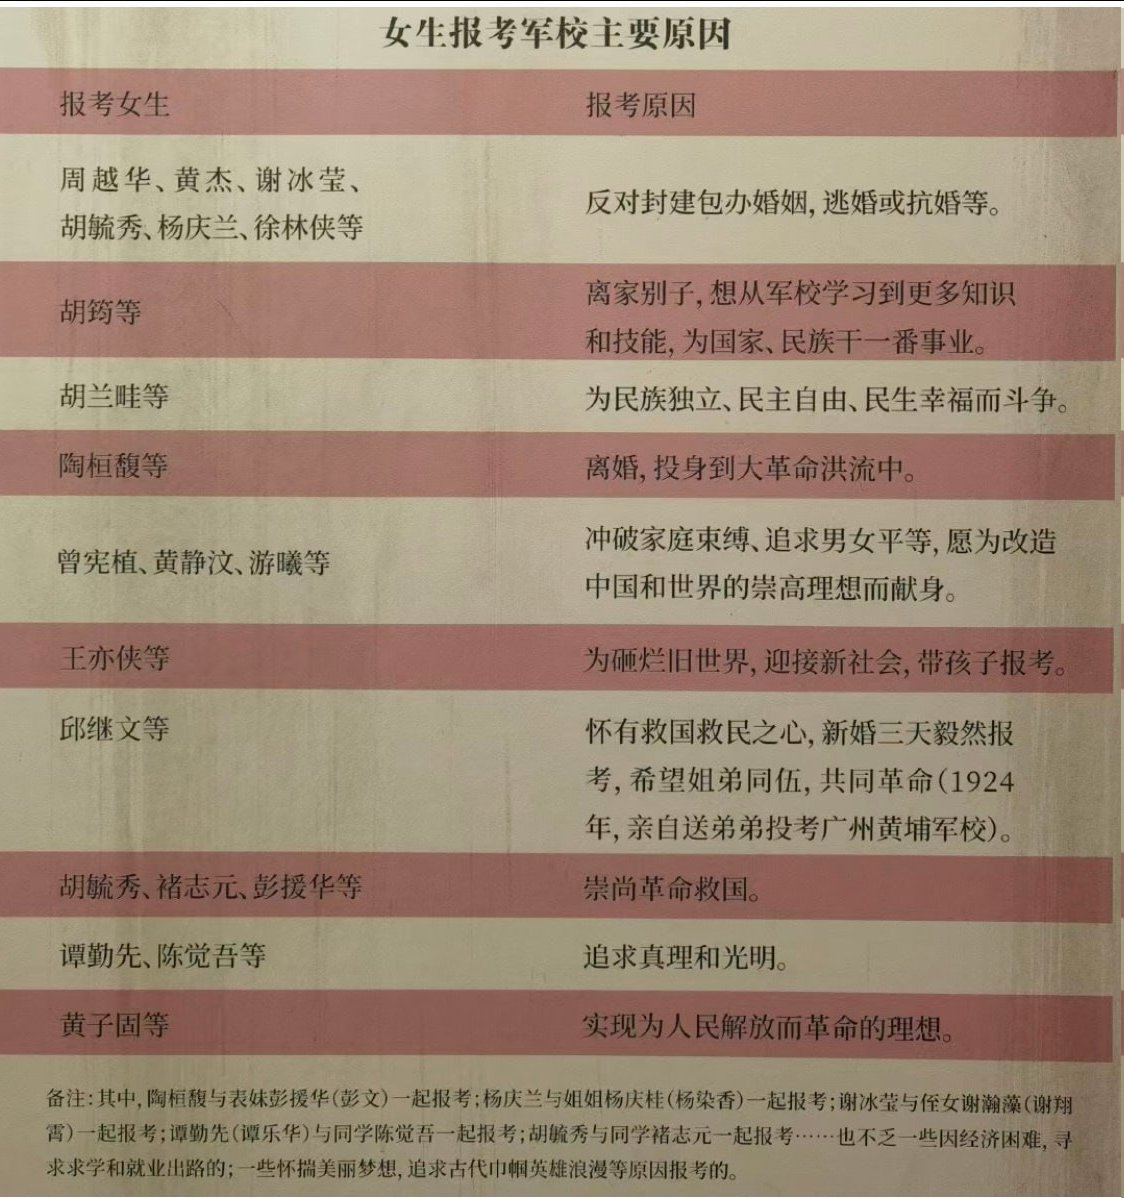 女生报考军校主要原因
报考女生 报考原因
周越华、黄杰、谢冰莹、
胡毓秀、杨庆兰、徐林侠等
反对封建包办婚姻, 逃婚或抗婚等。
胡筠等
离家别子, 想从军校学习到更多知识
和技能, 为国家、民族干一番事业。
胡兰畦等
为民族独立、民主自由、民生幸福而斗争。
陶桓馥等
离婚, 投身到大革命洪流中。
曾宪植、黄静汶、游曦等
冲破家庭束缚、追求男女平等, 愿为改造
中国和世界的崇高理想而献身。
王亦侠等
为砸烂旧世界, 迎接新社会, 带孩子报考。
邱继文等
怀有救国救民之心, 新婚三天毅然报
考, 希望姐弟同伍, 共同革命(1924
年, 亲自送弟弟投考广州黄埔军校)。
胡毓秀、褚志元、彭援华等
崇尚革命救国。
谭勤先、陈觉吾等
追求真理和光明。
黄子固等
实现为人民解放而革命的理想。
备注: 其中, 陶桓馥与表妹彭援华(彭文)一起报考; 杨庆兰与姐姐杨庆桂(杨染香)一起报考; 谢冰莹与侄女谢瀚藻(谢翔
霄)一起报考; 谭勤先(谭乐华)与同学陈觉吾一起报考; 胡毓秀与同学褚志元一起报考……也不乏一些因经济困难, 寻
求求学和就业出路的; 一些怀揣美丽梦想, 追求古代巾帼英雄浪漫等原因报考的。